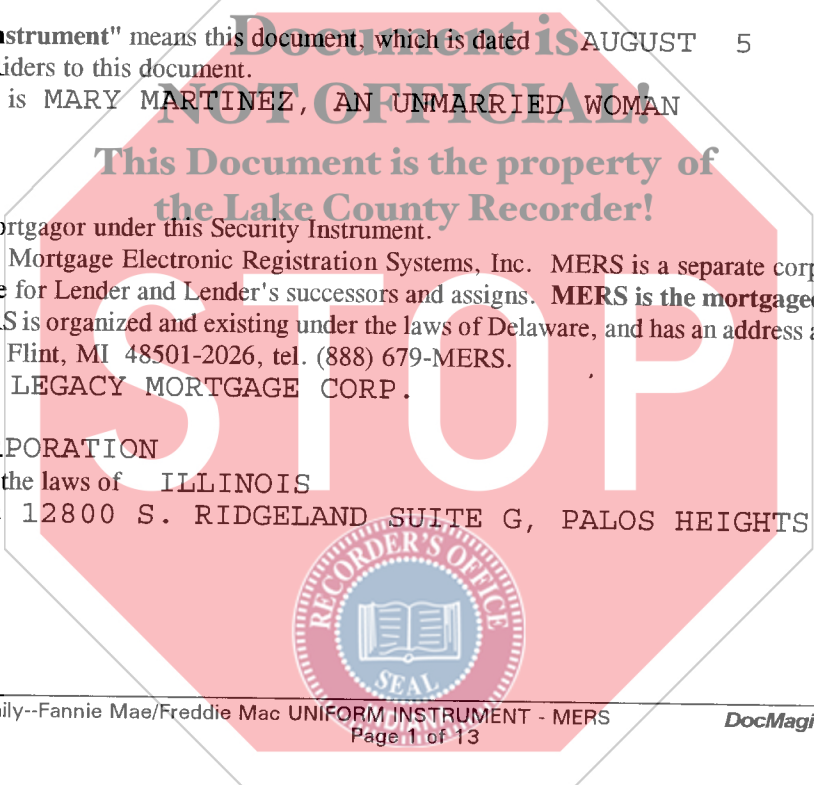 nstrument" means this document, which is dated AUGUST 5
Document is
iders to this document.
is MARY MARTINEZ, AN UNMARRIED WOMAN
NOT OFFICIAL!
This Document is the property of
the Lake County Recorder!
ortgagor under this Security Instrument.
Mortgage Electronic Registration Systems, Inc. MERS is a separate corp
e for Lender and Lender's successors and assigns. MERS is the mortgagee
S is organized and existing under the laws of Delaware, and has an address a
Flint, MI 48501-2026, tel. (888) 679-MERS.
LEGACY MORTGAGE CORP.
STOP
PORATION
the laws of ILLINOIS
12800 S. RIDGELAND SUITE G, PALOS HEIGHTS
RECORDER'S OFFICE
SEAL
INDIANA
ily--Fannie Mae/Freddie Mac UNIFORM INSTRUMENT - MERS
DocMagi
Page 1 of 13